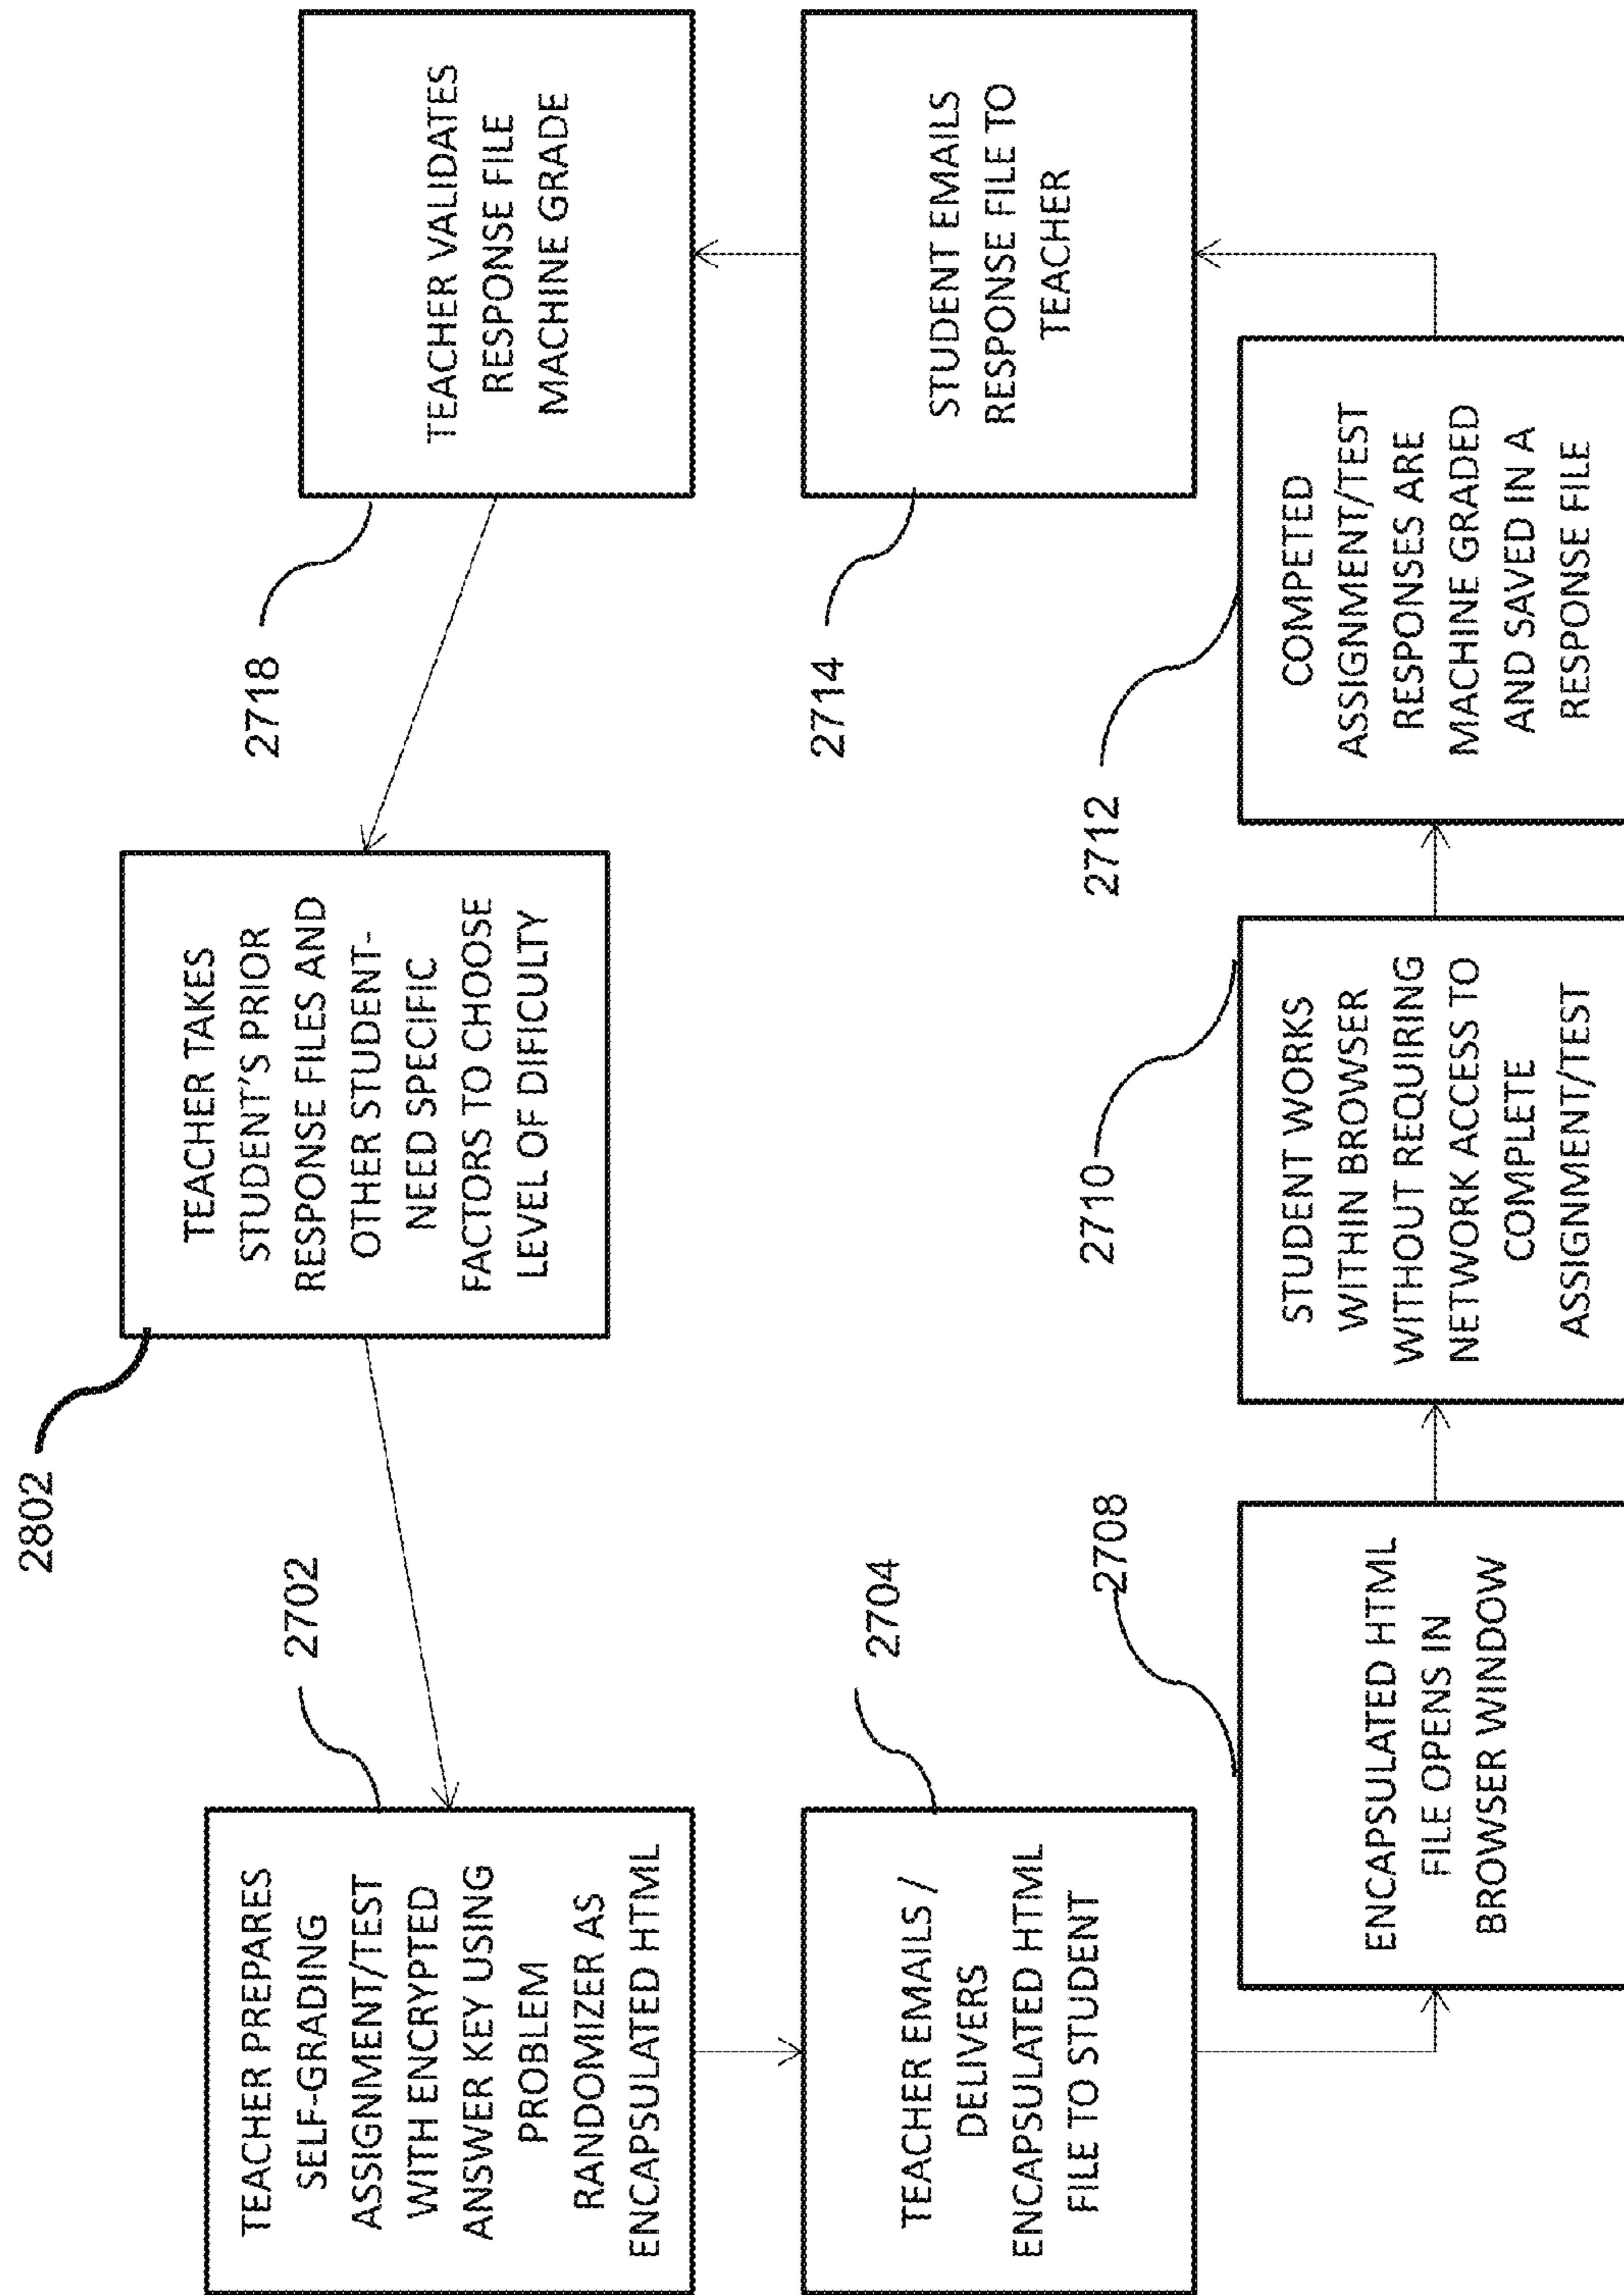 2802
TEACHER TAKES
STUDENT'S PRIOR
RESPONSE FILES AND
OTHER STUDENT-
NEED SPECIFIC
FACTORS TO CHOOSE
LEVEL OF DIFICULTY
2702
TEACHER PREPARES
SELF-GRADING
ASSIGNMENT/TEST
WITH ENCRYPTED
ANSWER KEY USING
PROBLEM
RANDOMIZER AS
ENCAPSULATED HTML
2704
TEACHER EMAILS /
DELIVERS
ENCAPSULATED HTML
FILE TO STUDENT
2708
ENCAPSULATED HTML
FILE OPENS IN
BROWSER WINDOW
2710
STUDENT WORKS
WITHIN BROWSER
WITHOUT REQUIRING
NETWORK ACCESS TO
COMPLETE
ASSIGNMENT/TEST
2712
COMPETED
ASSIGNMENT/TEST
RESPONSES ARE
MACHINE GRADED
AND SAVED IN A
RESPONSE FILE
2714
STUDENT EMAILS
RESPONSE FILE TO
TEACHER
2718
TEACHER VALIDATES
RESPONSE FILE
MACHINE GRADE